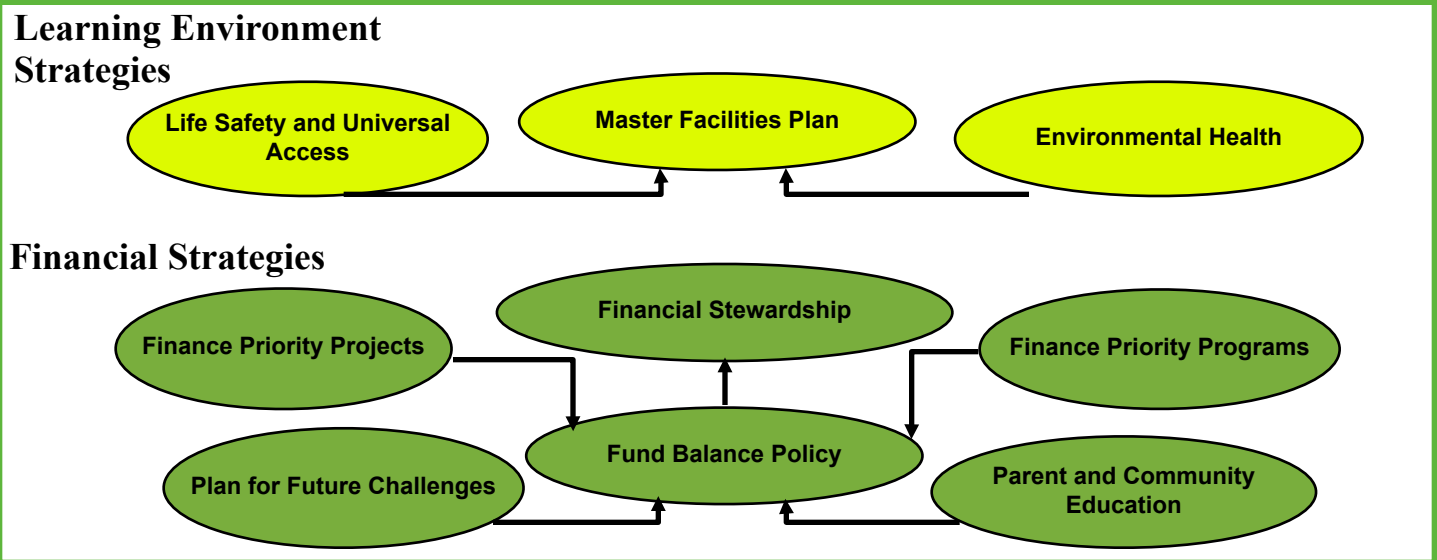 Learning Environment
Strategies
Life Safety and Universal
Access
Master Facilities Plan
Environmental Health
Financial Strategies
Financial Stewardship
Finance Priority Projects
Finance Priority Programs
Fund Balance Policy
Plan for Future Challenges
Parent and Community
Education